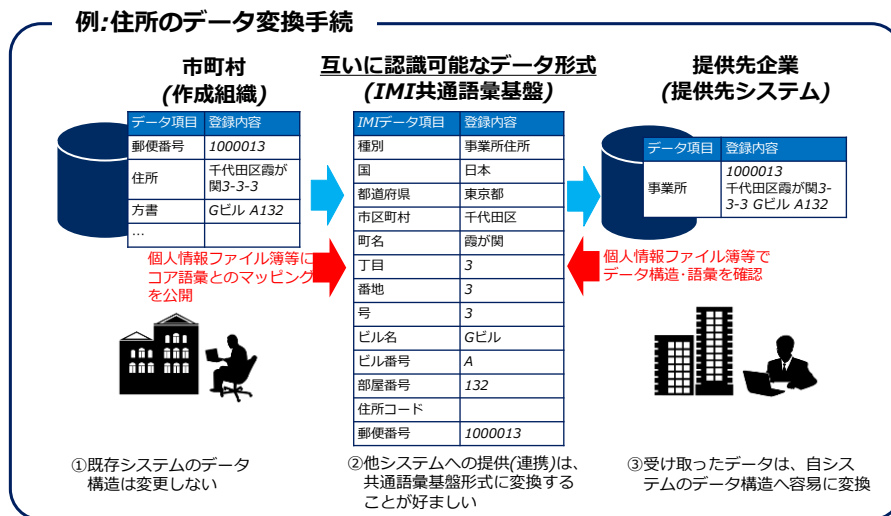 例:住所のデータ変換手続
市町村
(作成組織)
データ項目 登録内容
郵便番号 1000013
住所 千代田区霞が
関3-3-3
方書 Gビル A132
…
個人情報ファイル簿等に
コア語彙とのマッピング
を公開
①既存システムのデータ
構造は変更しない
互いに認識可能なデータ形式
(IMI共通語彙基盤)
IMIデータ項目 登録内容
種別 事業所住所
国 日本
都道府県 東京都
市区町村 千代田区
町名 霞が関
丁目 3
番地 3
号 3
ビル名 Gビル
ビル番号 A
部屋番号 132
住所コード
郵便番号 1000013
②他システムへの提供(連携)は、
共通語彙基盤形式に変換する
ことが好ましい
提供先企業
(提供先システム)
データ項目 登録内容
事業所 1000013
千代田区霞が関3-
3-3 Gビル A132
個人情報ファイル簿等で
データ構造・語彙を確認
③受け取ったデータは、自シス
テムのデータ構造へ容易に変換